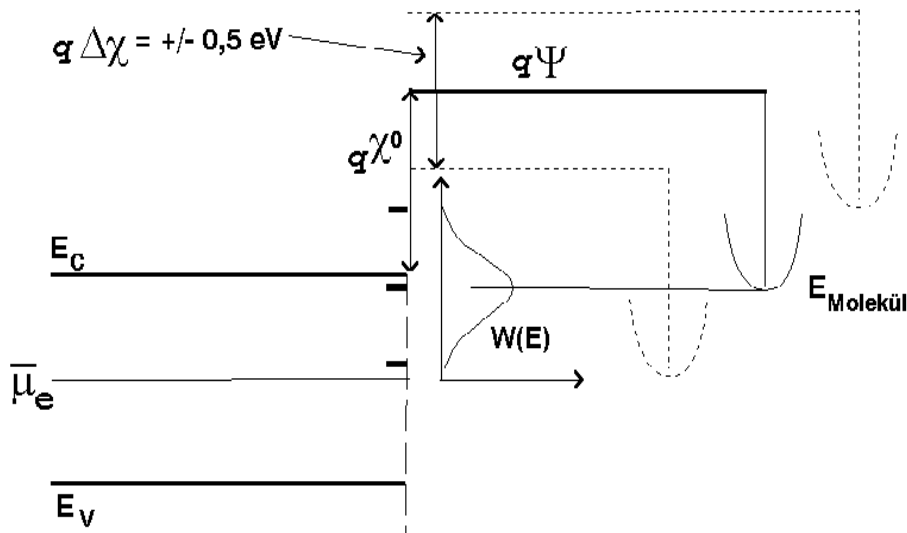 q Δχ = +/- 0,5 eV
qΨ
qχ⁰
E_C
E_Molekül
W(E)
μ̅_e
E_V